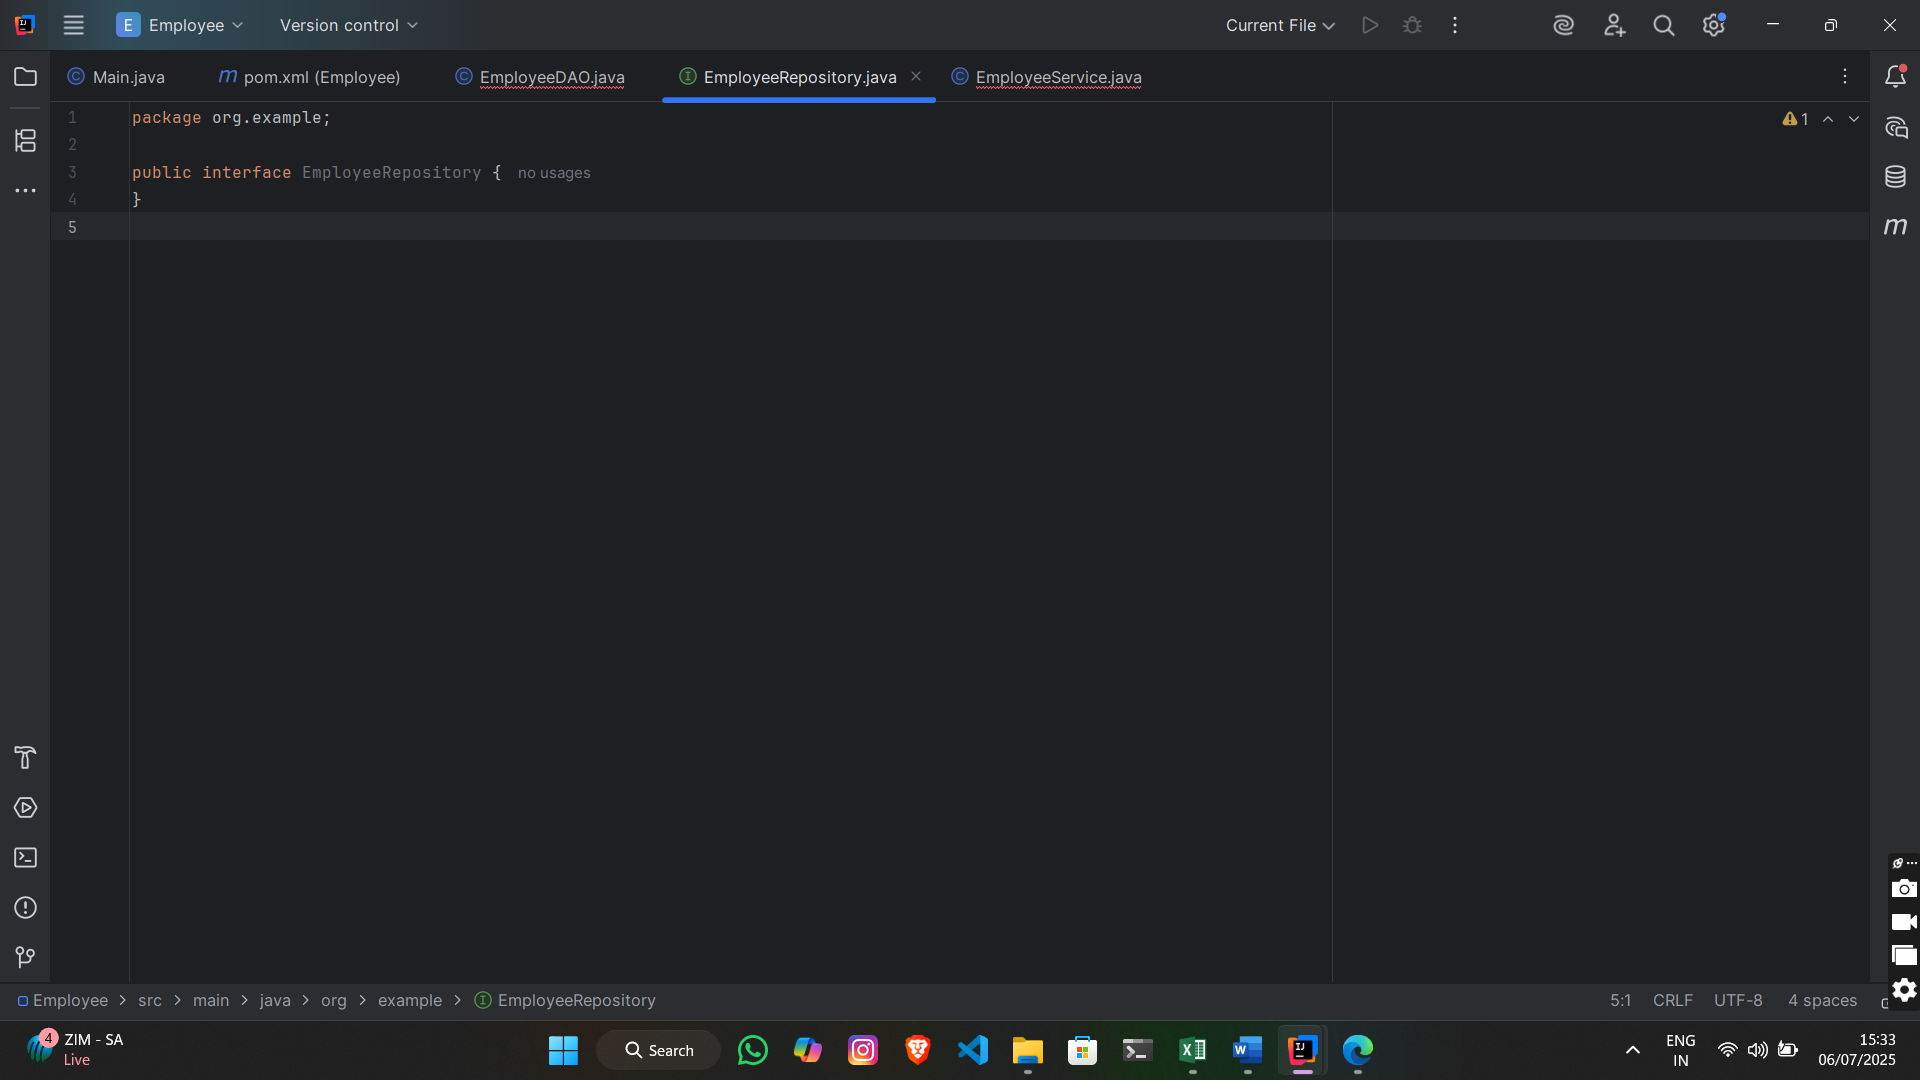 E Employee Version control Current File
Main.java m pom.xml (Employee) EmployeeDAO.java EmployeeRepository.java EmployeeService.java
1 package org.example;
1
2
3 public interface EmployeeRepository { no usages
4 }
5
m
Employee > src > main > java > org > example > EmployeeRepository
5:1 CRLF UTF-8 4 spaces
4 ZIM - SA
Live
Search
ENG
IN
15:33
06/07/2025